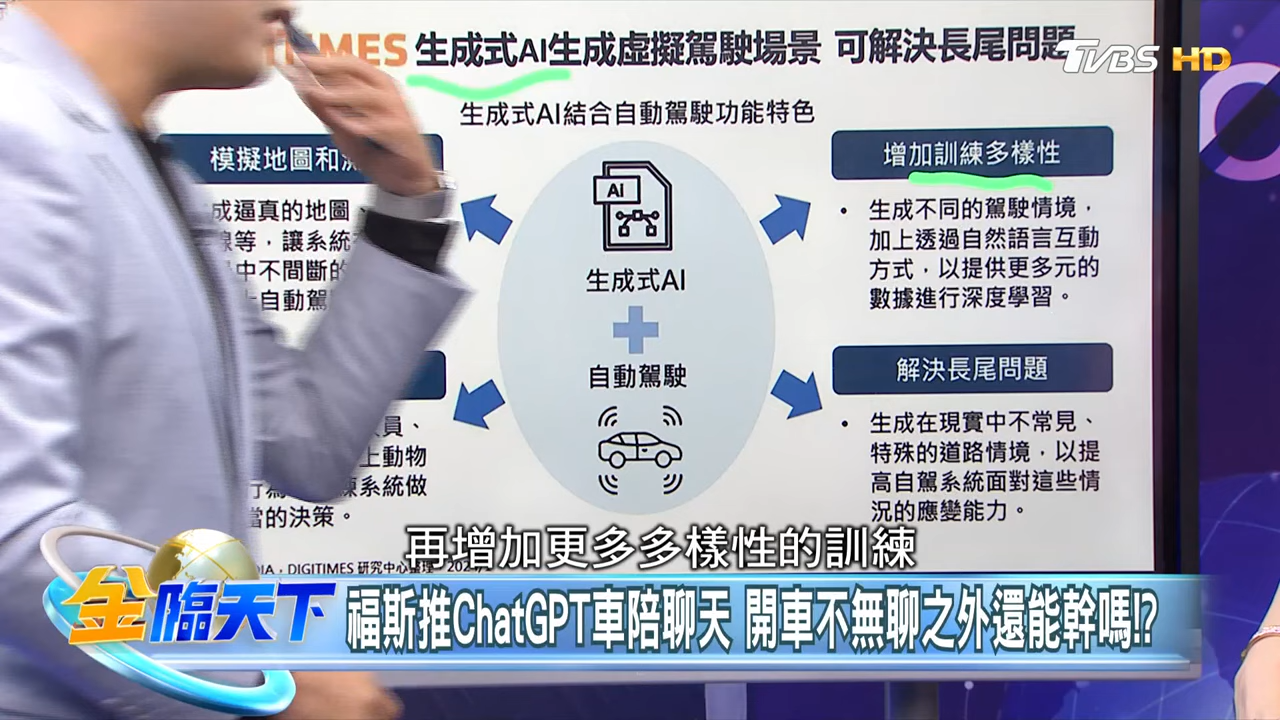 TVBS HD
生成式AI生成虛擬駕駛場景 可解決長尾問題
生成式AI結合自動駕駛功能特色
模擬地圖和
成逼真的地圖
等，讓系統
中不間斷的
自動駕
員、
上動物
系統做
當的決策。
AI
生成式AI
自動駕駛
增加訓練多樣性
• 生成不同的駕駛情境，
加上透過自然語言互動
方式，以提供更多元的
數據進行深度學習。
解決長尾問題
• 生成在現實中不常見、
特殊的道路情境，以提
高自駕系統面對這些情
況的應變能力。
DIGITIMES 研究中心整理
再增加更多多樣性的訓練
金臨天下
福斯推ChatGPT車陪聊天 開車不無聊之外還能幹嗎!?